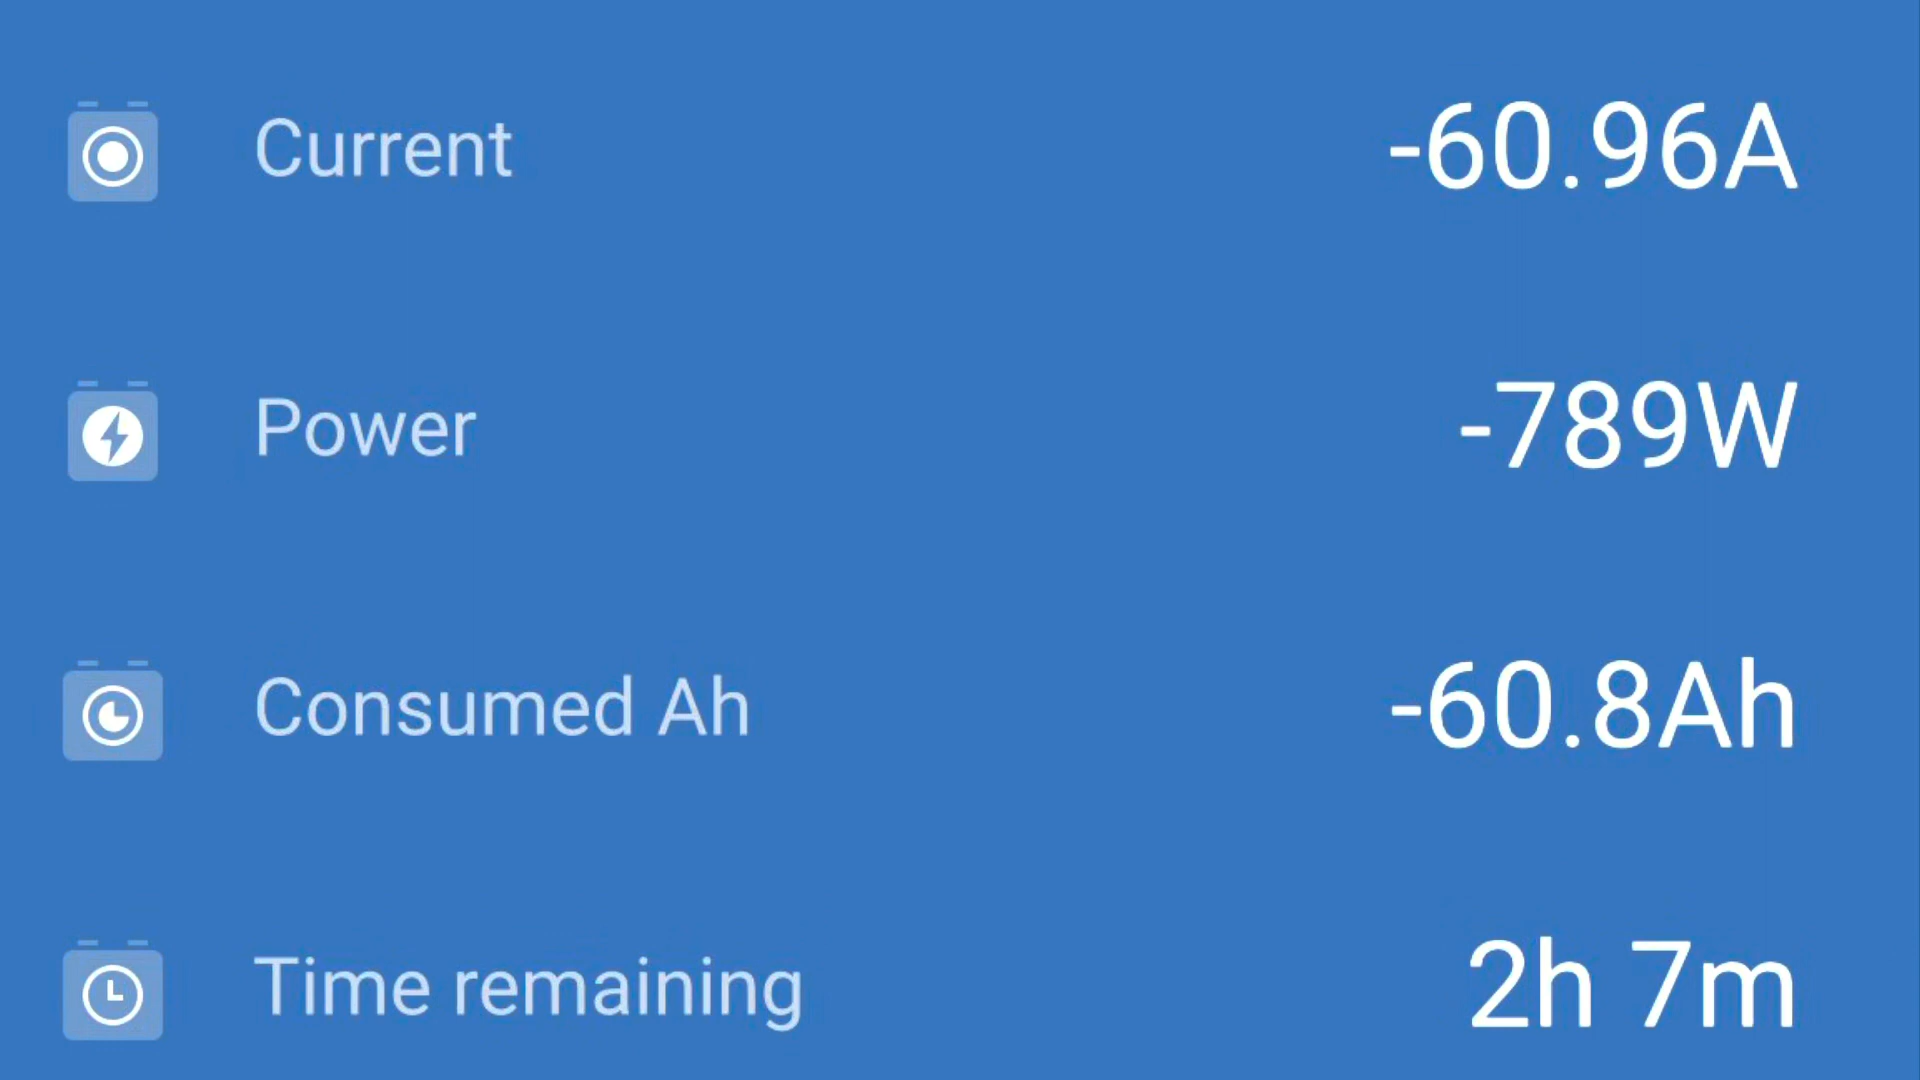 Current -60.96A
Power -789W
Consumed Ah -60.8Ah
Time remaining 2h 7m